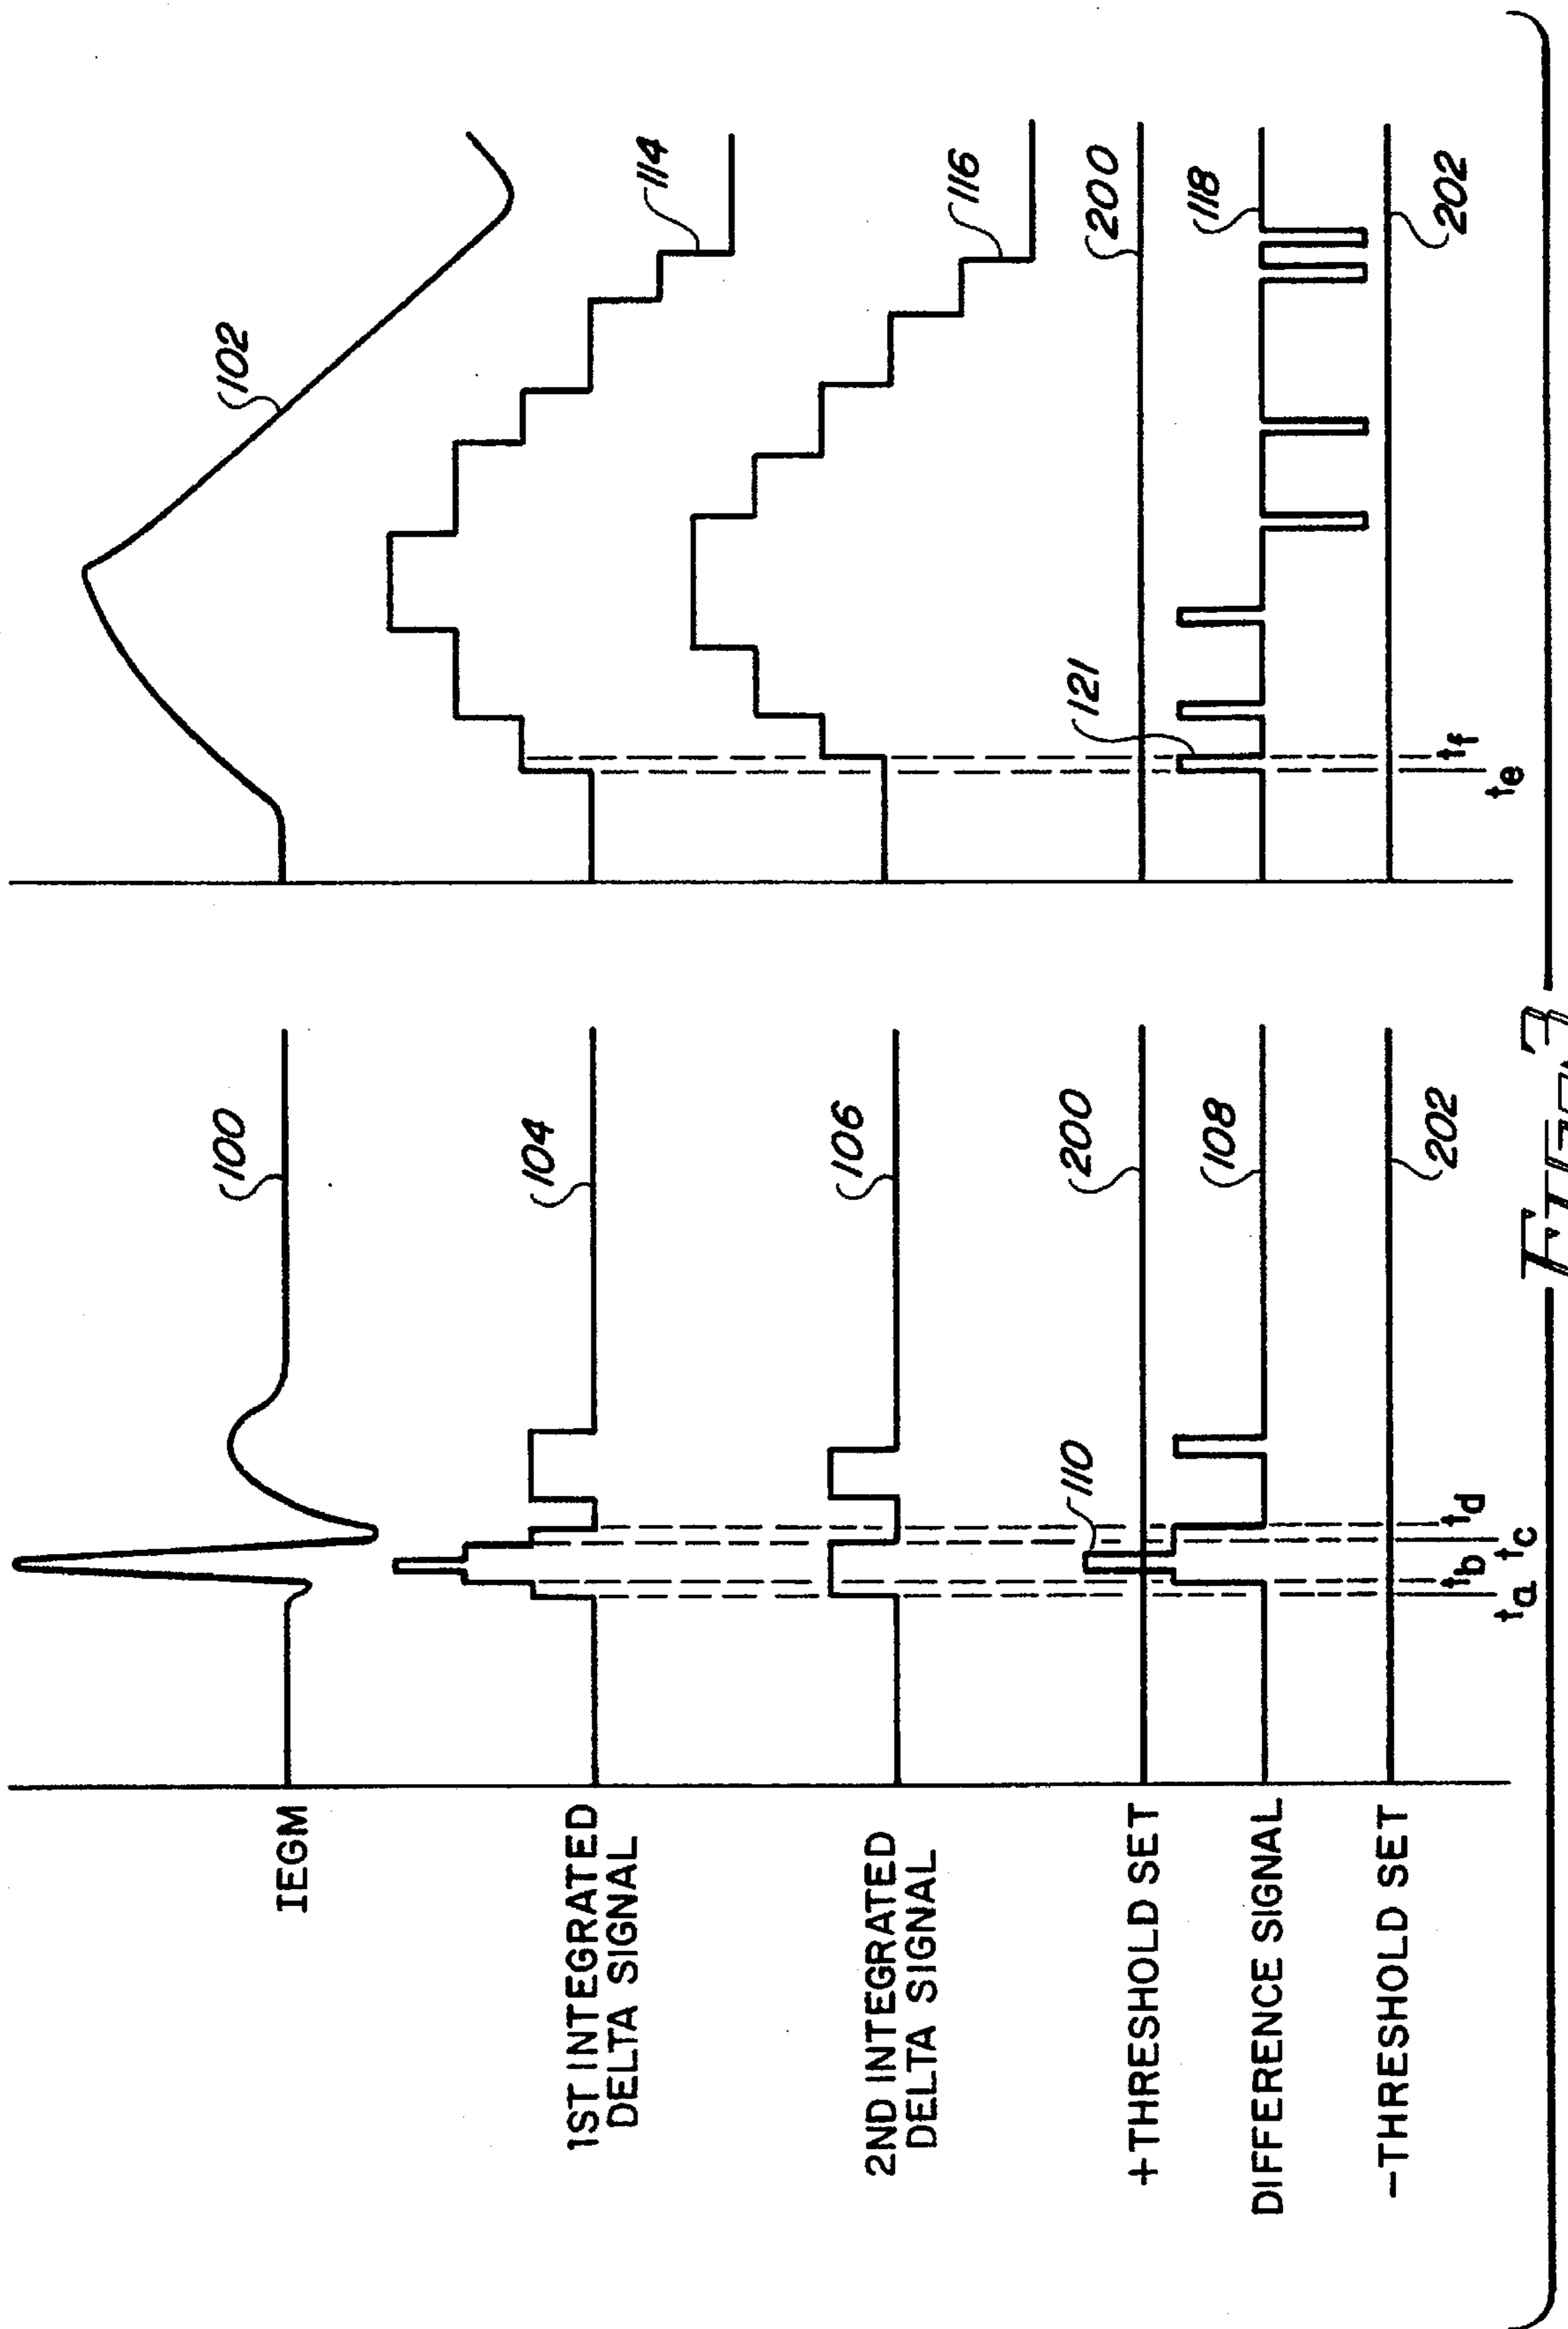 IEGM
1ST INTEGRATED
DELTA SIGNAL
2ND INTEGRATED
DELTA SIGNAL
+THRESHOLD SET
DIFFERENCE SIGNAL
-THRESHOLD SET
100
104
106
200
110
108
202
ta
tb
tc
td
102
114
116
200
121
118
202
te
tf